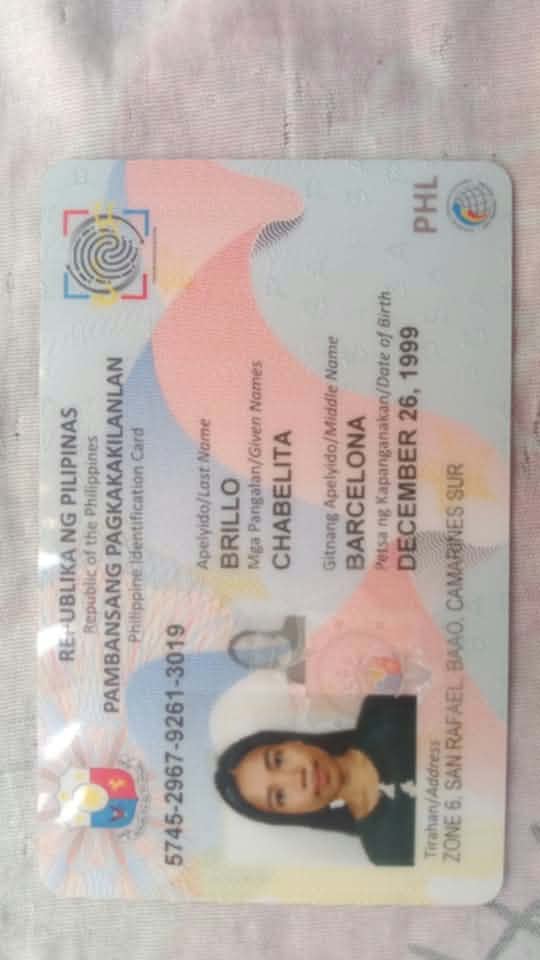 REPUBLIKA NG PILIPINAS
Republic of the Philippines
PAMBANSANG PAGKAKAKILANLAN
Philippine Identification Card
5745-2967-9261-3019
Apelyido/Last Name
BRILLO
Mga Pangalan/Given Names
CHABELITA
Gitnang Apelyido/Middle Name
BARCELONA
Petsa ng Kapanganakan/Date of Birth
DECEMBER 26, 1999
PHL
Tirahan/Address
ZONE 6, SAN RAFAEL, BAAO, CAMARINES SUR